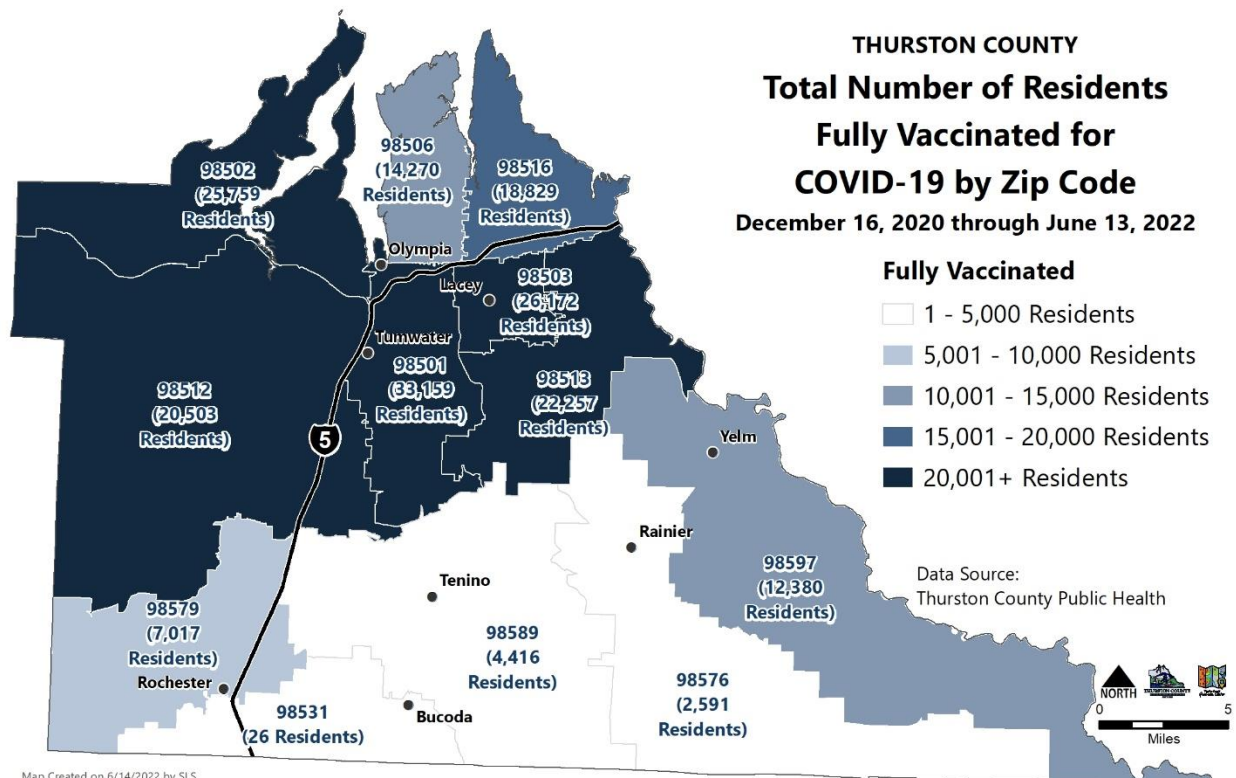 THURSTON COUNTY
Total Number of Residents
Fully Vaccinated for
COVID-19 by Zip Code
December 16, 2020 through June 13, 2022
Fully Vaccinated
1 - 5,000 Residents
5,001 - 10,000 Residents
10,001 - 15,000 Residents
15,001 - 20,000 Residents
20,001+ Residents
98502
(25,759
Residents)
98506
(14,270
Residents)
98516
(18,829
Residents)
Olympia
Lacey
98503
(26,172
Residents)
Tumwater
98501
(33,159
Residents)
98513
(22,257
Residents)
98512
(20,503
Residents)
5
Yelm
Rainier
98597
(12,380
Residents)
Data Source:
Thurston County Public Health
Tenino
98579
(7,017
Residents)
Rochester
98589
(4,416
Residents)
98576
(2,591
Residents)
98531
(26 Residents)
Bucoda
NORTH
THURSTON COUNTY
0 5
Miles
Map Created on 6/14/2022 by SLS